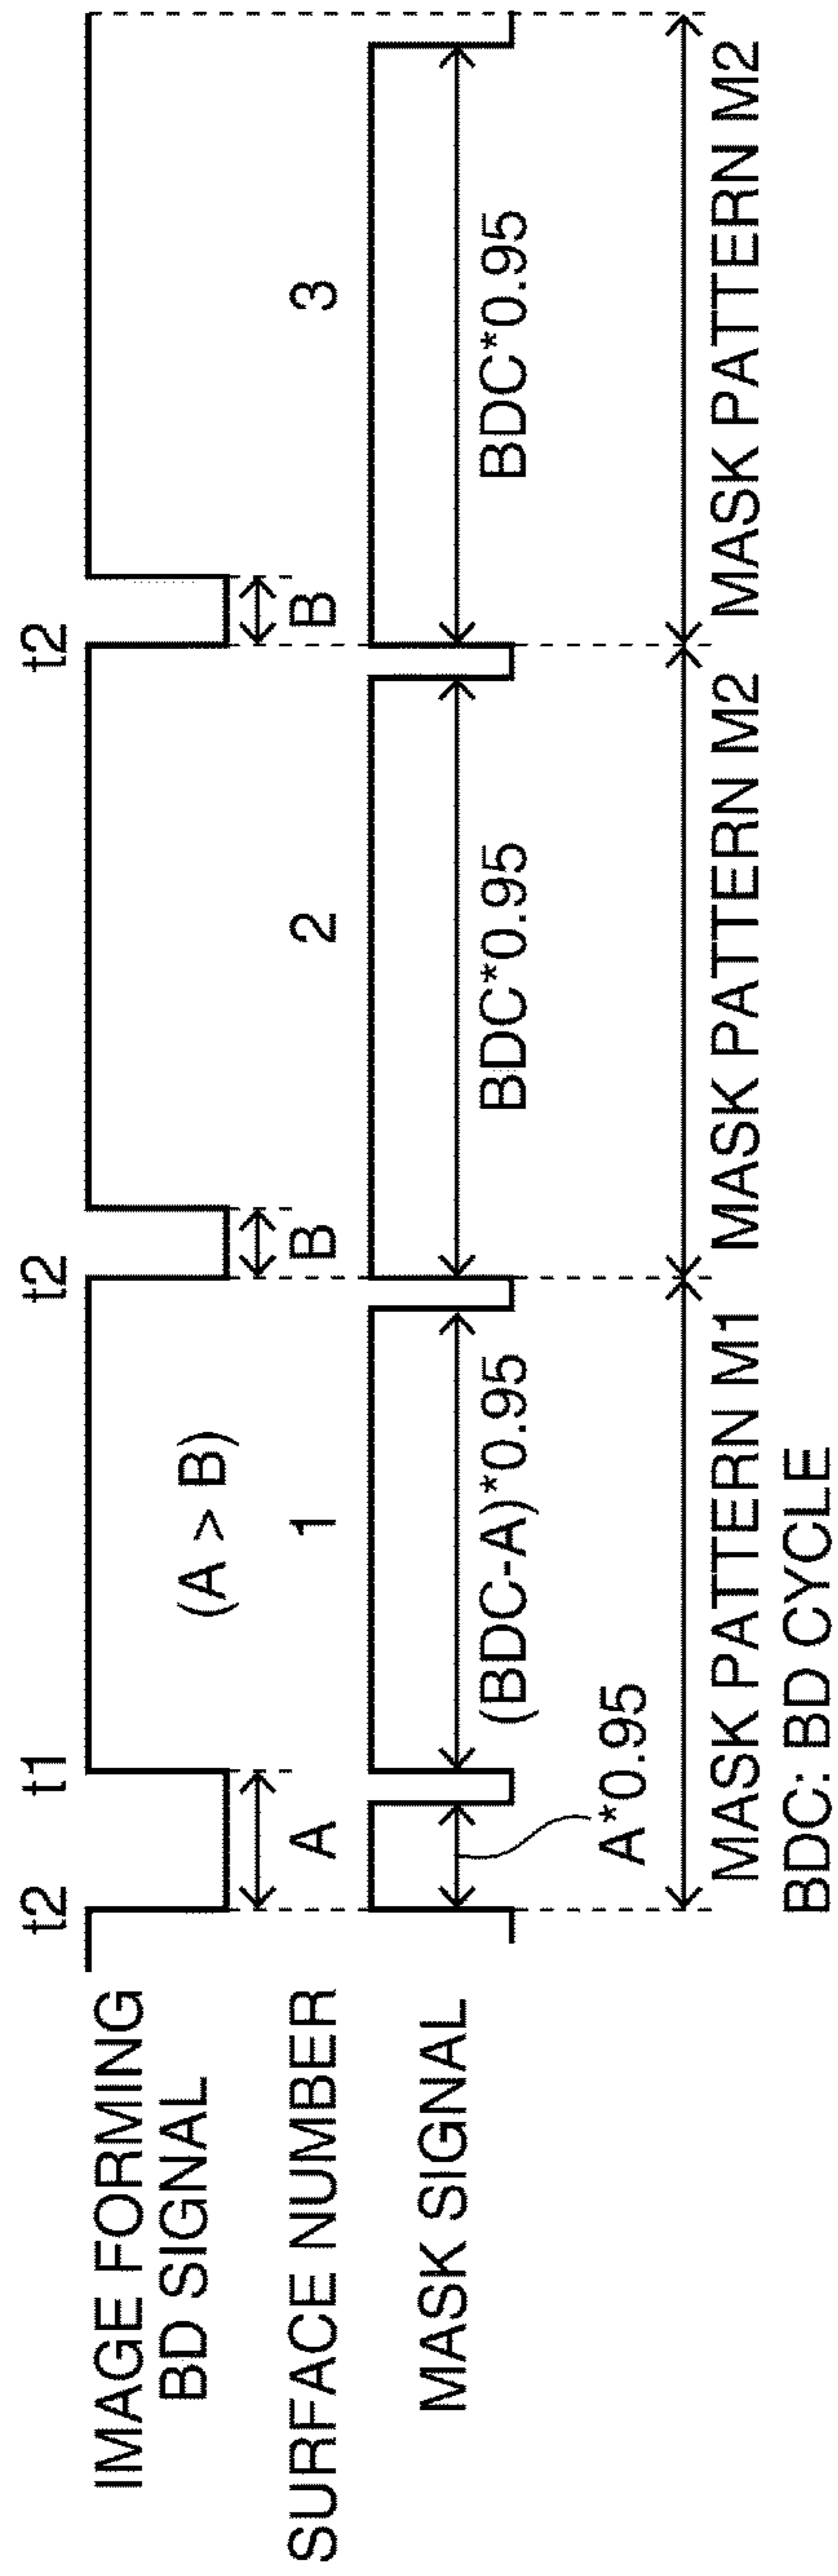 t2 t1 t2 t2
IMAGE FORMING
BD SIGNAL
(A > B)
SURFACE NUMBER
A 1 B 2 B 3
MASK SIGNAL
(BDC-A)*0.95 BDC*0.95 BDC*0.95
A*0.95
MASK PATTERN M1 MASK PATTERN M2 MASK PATTERN M2
BDC: BD CYCLE